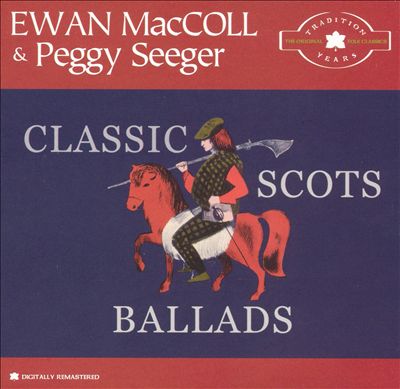 EWAN MacCOLL
& Peggy Seeger
TRADITION
THE ORIGINAL FOLK CLASSICS
YEARS
CLASSIC
SCOTS
BALLADS
DIGITALLY REMASTERED